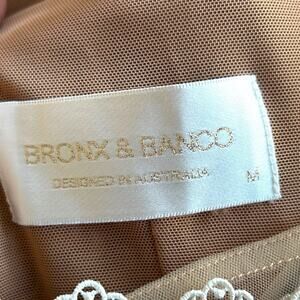 BRONX & BANCO
DESIGNED IN AUSTRALIA M